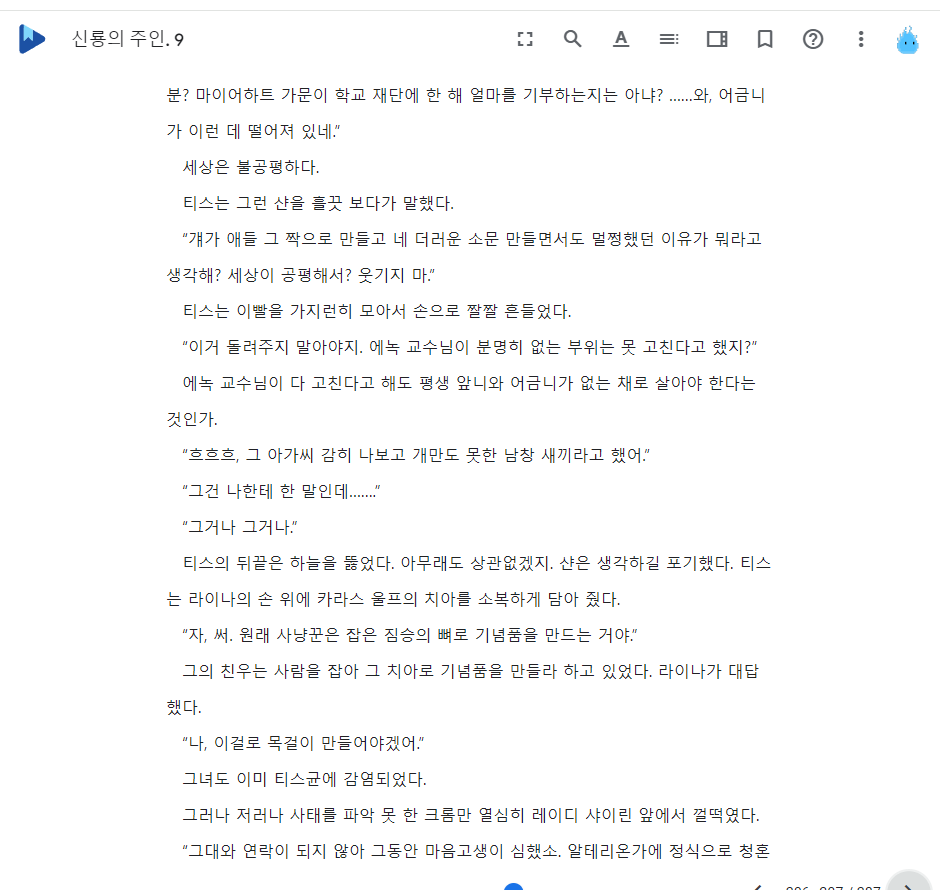 신룡의 주인. 9
분? 마이어하트 가문이 학교 재단에 한 해 얼마를 기부하는지는 아냐? ……와, 어금니
가 이런 데 떨어져 있네.”
세상은 불공평하다.
티스는 그런 샨을 흘끗 보다가 말했다.
“걔가 애들 그 짝으로 만들고 네 더러운 소문 만들면서도 멀쩡했던 이유가 뭐라고
생각해? 세상이 공평해서? 웃기지 마.”
티스는 이빨을 가지런히 모아서 손으로 짤짤 흔들었다.
“이거 돌려주지 말아야지. 에녹 교수님이 분명히 없는 부위는 못 고친다고 했지?”
에녹 교수님이 다 고친다고 해도 평생 앞니와 어금니가 없는 채로 살아야 한다는
것인가.
“흐흐흐, 그 아가씨 감히 나보고 개만도 못한 남창 새끼라고 했어.”
“그건 나한테 한 말인데…….”
“그거나 그거나.”
티스의 뒤끝은 하늘을 뚫었다. 아무래도 상관없겠지. 샨은 생각하길 포기했다. 티스
는 라이나의 손 위에 카라스 울프의 치아를 소복하게 담아 줬다.
“자, 써. 원래 사냥꾼은 잡은 짐승의 뼈로 기념품을 만드는 거야.”
그의 친우는 사람을 잡아 그 치아로 기념품을 만들라 하고 있었다. 라이나가 대답
했다.
“나, 이걸로 목걸이 만들어야겠어.”
그녀도 이미 티스균에 감염되었다.
그러나 저러나 사태를 파악 못 한 크롬만 열심히 레이디 샤이린 앞에서 껄떡였다.
“그대와 연락이 되지 않아 그동안 마음고생이 심했소. 알테리온가에 정식으로 청혼